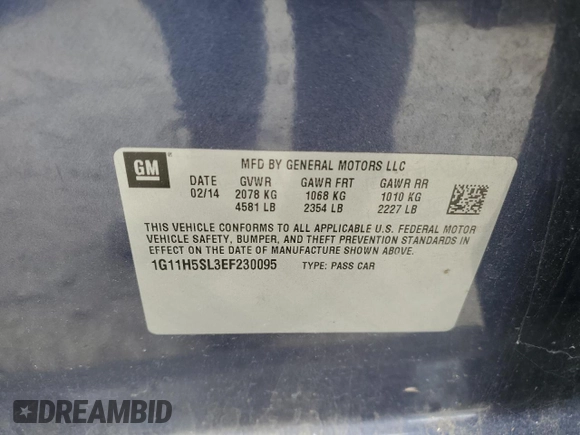 GM
MFD BY GENERAL MOTORS LLC
DATE GVWR GAWR FRT GAWR RR
02/14 2078 KG 1068 KG 1010 KG
4581 LB 2354 LB 2227 LB
THIS VEHICLE CONFORMS TO ALL APPLICABLE U.S. FEDERAL MOTOR
VEHICLE SAFETY, BUMPER, AND THEFT PREVENTION STANDARDS IN
EFFECT ON THE DATE OF MANUFACTURE SHOWN ABOVE.
1G11H5SL3EF230095 TYPE: PASS CAR
DREAMBID